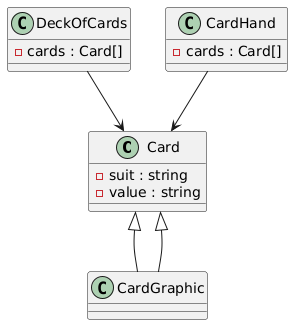 C DeckOfCards
- cards : Card[]
C CardHand
- cards : Card[]
C Card
suit : string
value : string
C CardGraphic